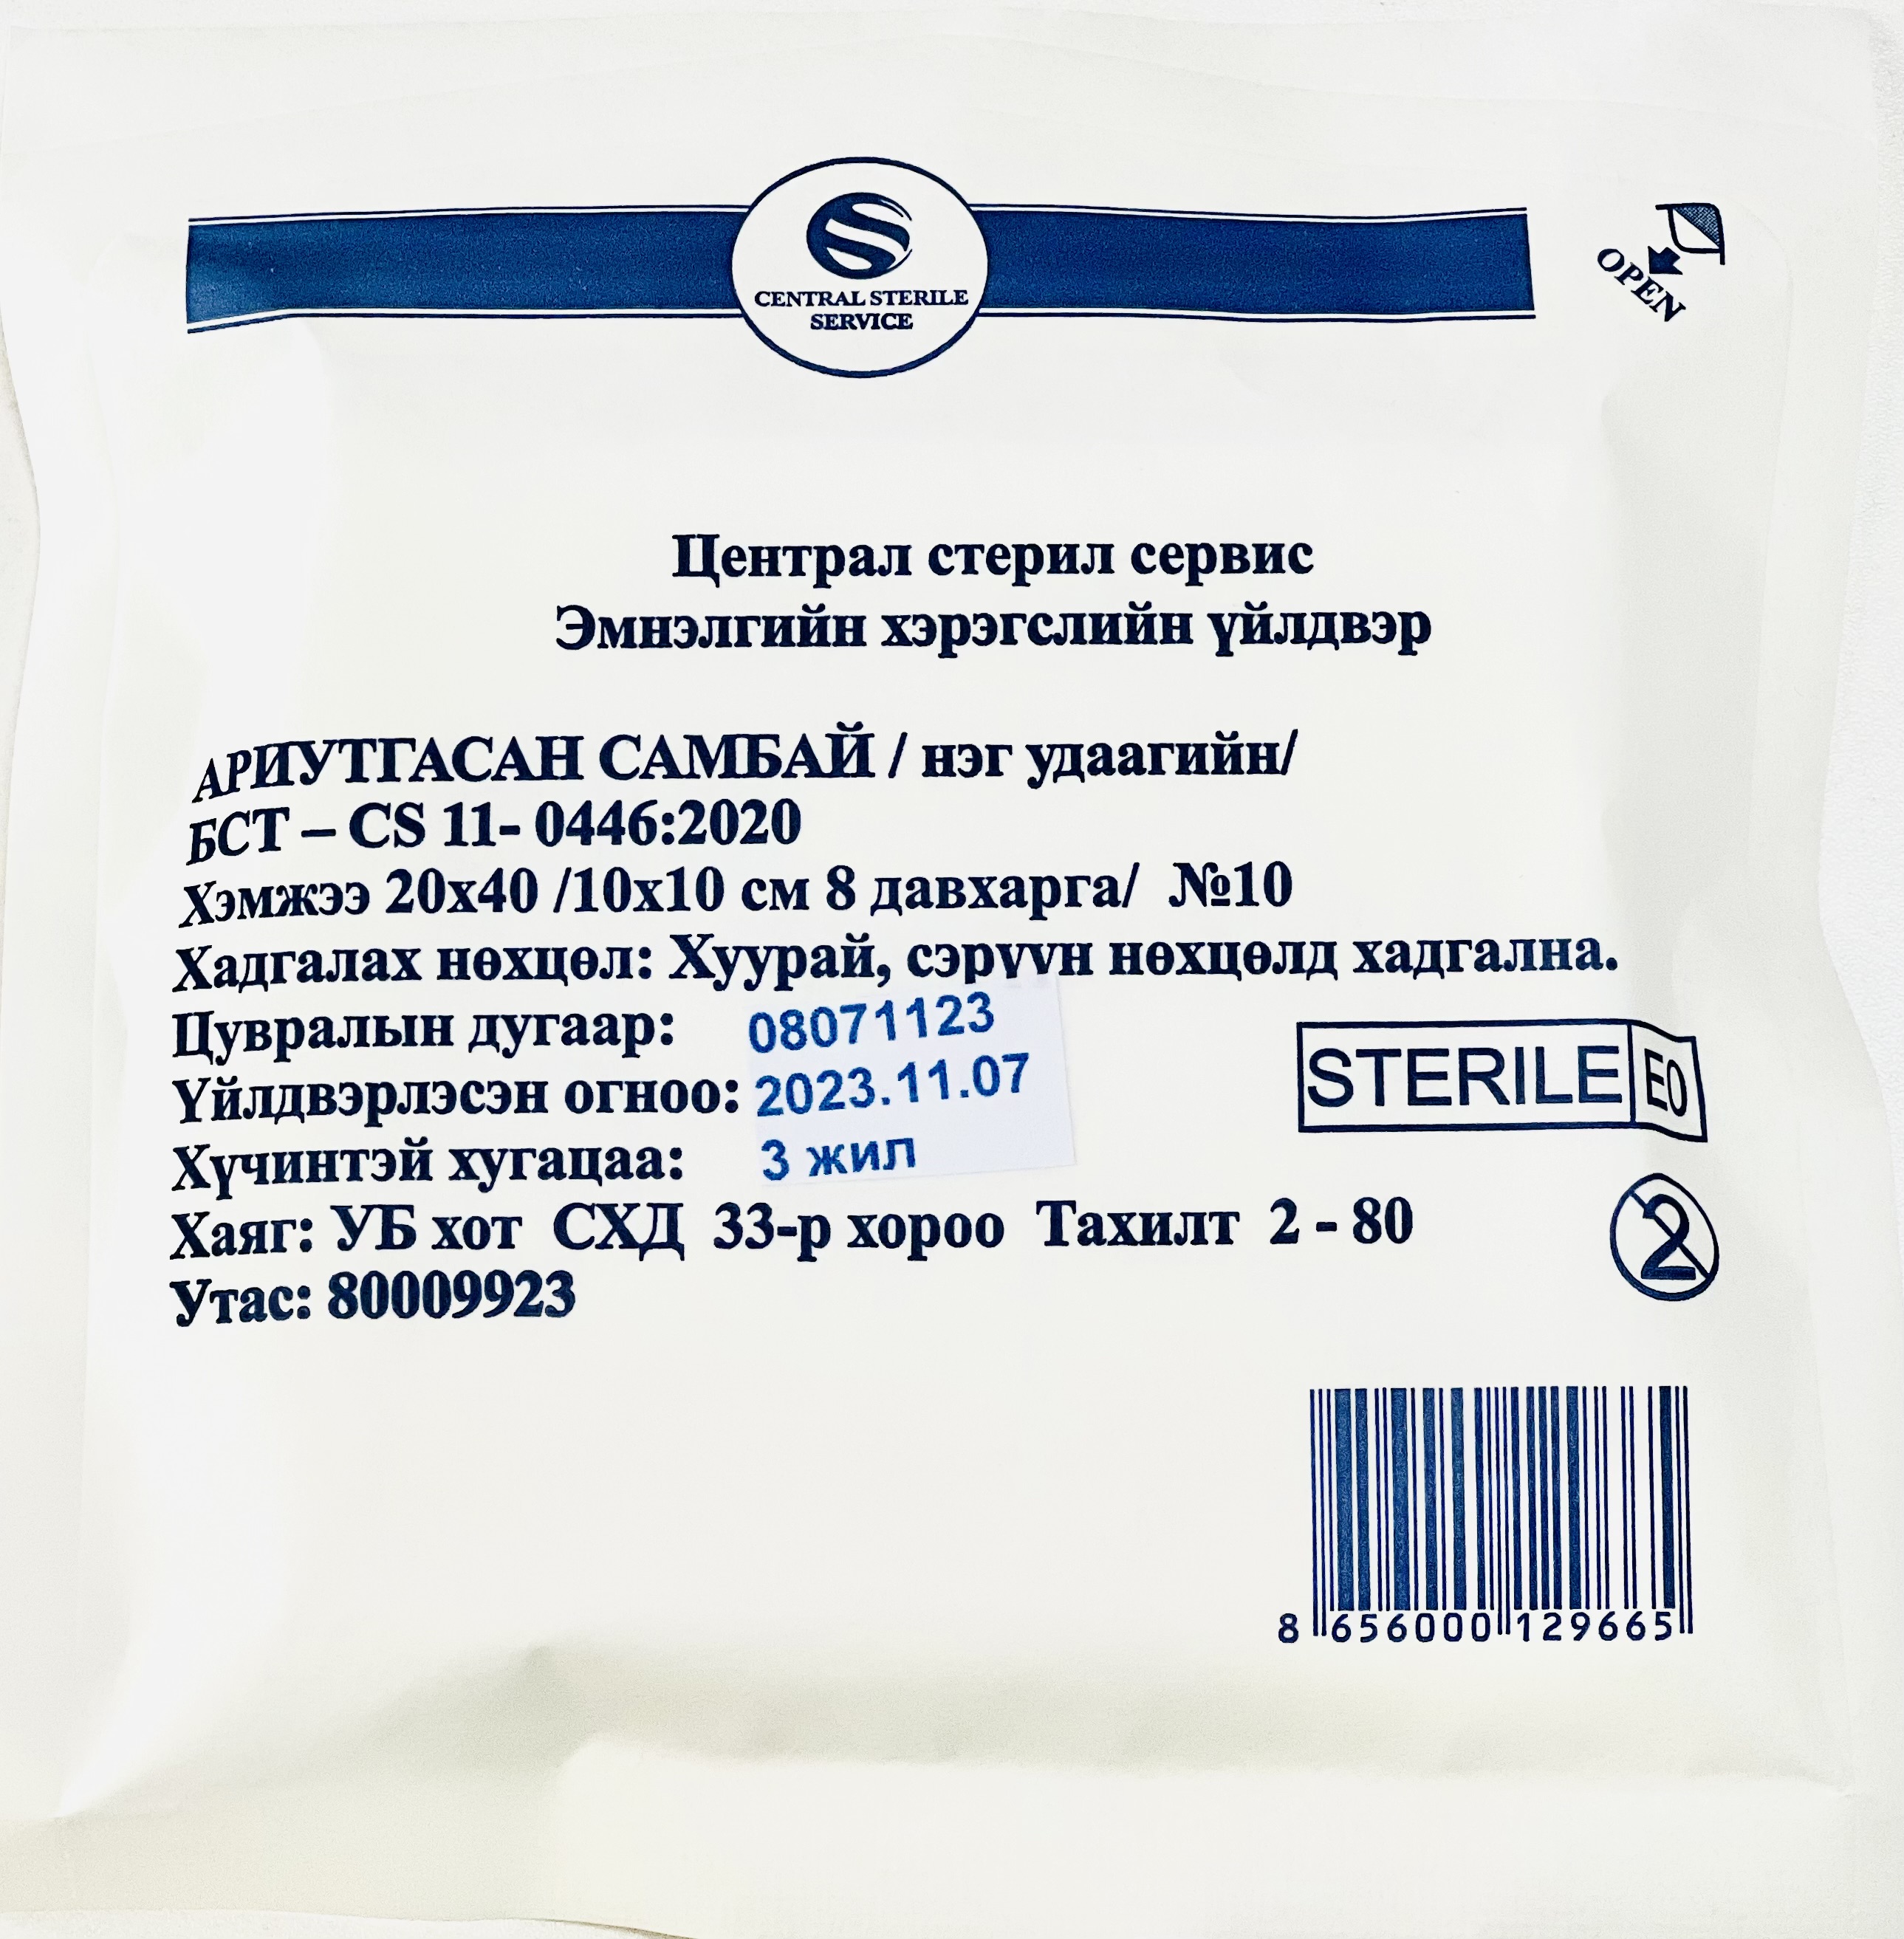 CENTRAL STERILE
SERVICE
OPEN
Централ стерил сервис
Эмнэлгийн хэрэгслийн үйлдвэр
АРИУТГАСАН САМБАЙ / нэг удаагийн/
БСТ – CS 11- 0446:2020
Хэмжээ 20х40 /10х10 см 8 давхарга/ №10
Хадгалах нөхцөл: Хуурай, сэрүүн нөхцөлд хадгална.
Цувралын дугаар: 08071123
Үйлдвэрлэсэн огноо: 2023.11.07
Хүчинтэй хугацаа: 3 жил
STERILE EO
Хаяг: УБ хот СХД 33-р хороо Тахилт 2 - 80
2
Утас: 80009923
8 656000 129665